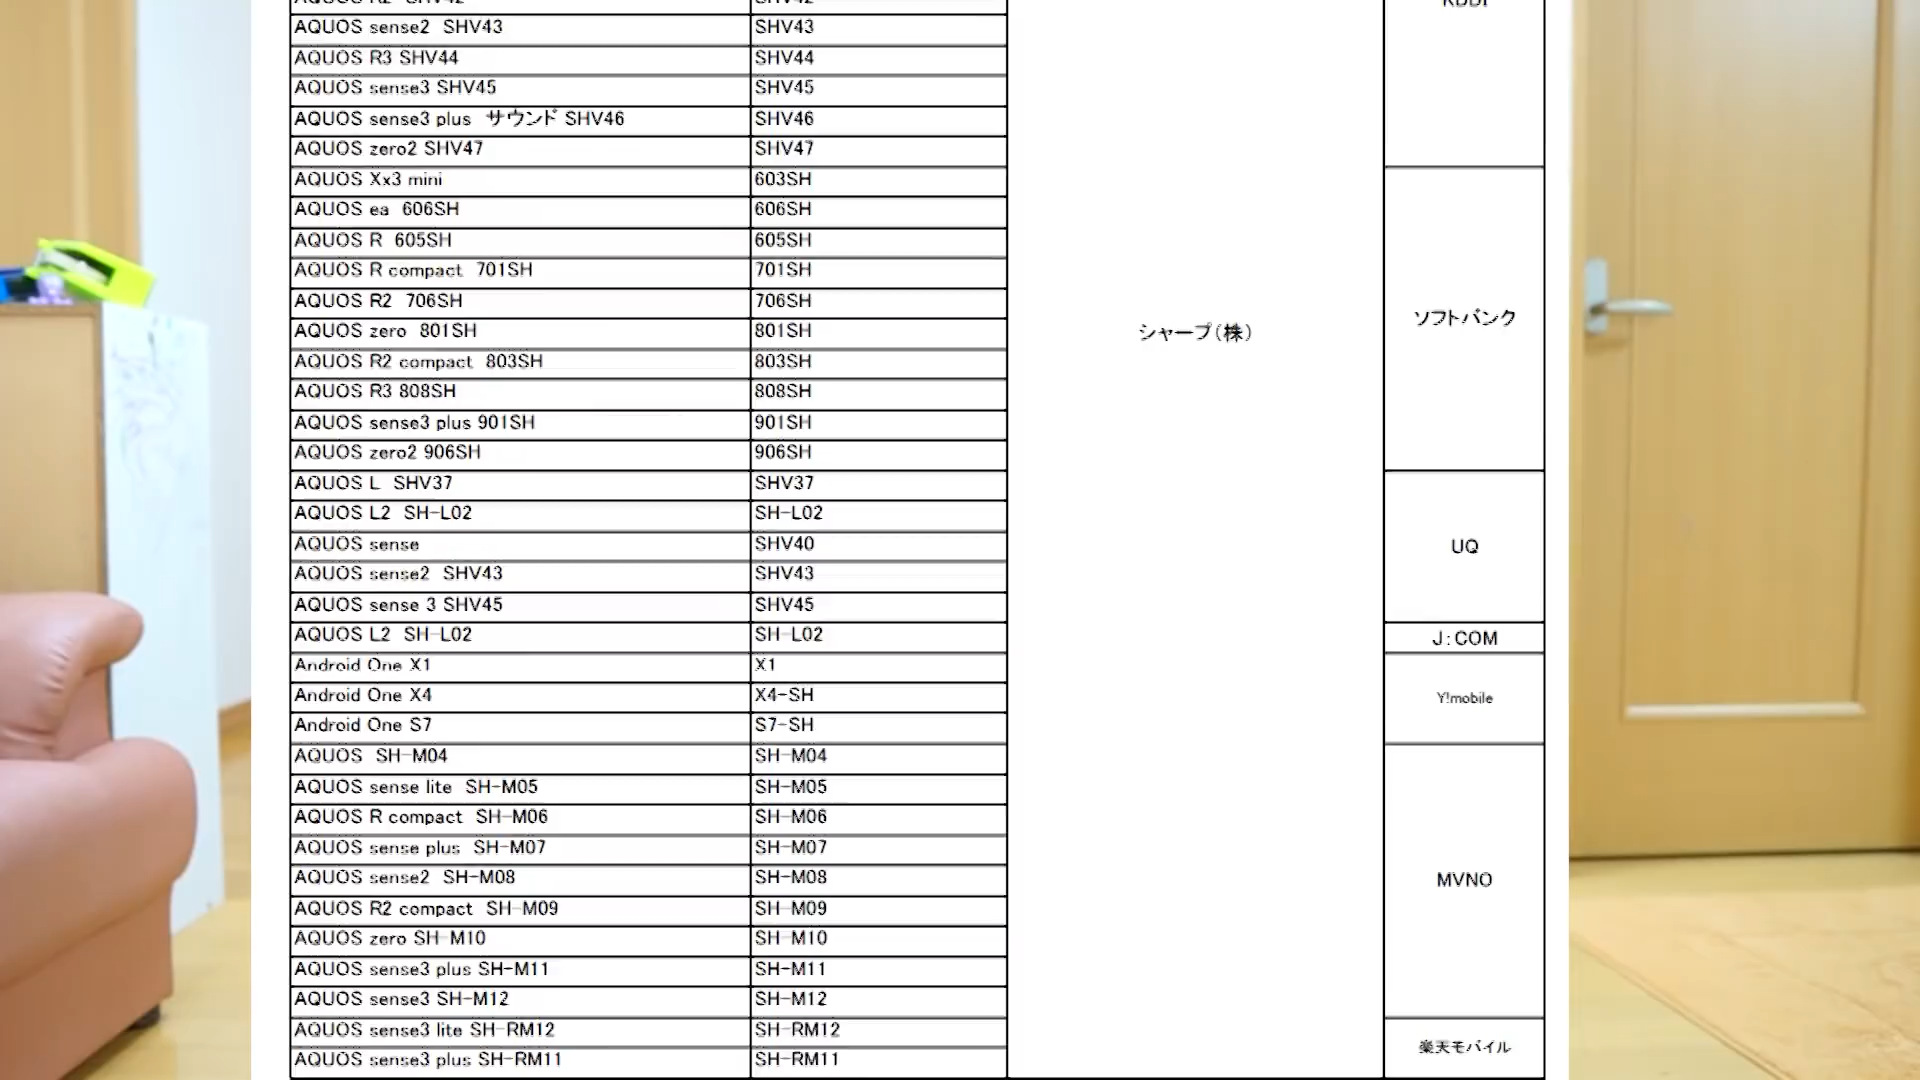 AQUOS R2 SHV42 SHV42 KDDI
AQUOS sense2 SHV43 SHV43
AQUOS R3 SHV44 SHV44
AQUOS sense3 SHV45 SHV45
AQUOS sense3 plus サウンド SHV46 SHV46
AQUOS zero2 SHV47 SHV47
AQUOS Xx3 mini 603SH
AQUOS ea 606SH 606SH
AQUOS R 605SH 605SH
AQUOS R compact 701SH 701SH
AQUOS R2 706SH 706SH
ソフトバンク
AQUOS zero 801SH 801SH
シャープ(株)
AQUOS R2 compact 803SH 803SH
AQUOS R3 808SH 808SH
AQUOS sense3 plus 901SH 901SH
AQUOS zero2 906SH 906SH
AQUOS L SHV37 SHV37
AQUOS L2 SH-L02 SH-L02
AQUOS sense SHV40 UQ
AQUOS sense2 SHV43 SHV43
AQUOS sense 3 SHV45 SHV45
AQUOS L2 SH-L02 SH-L02 J:COM
Android One X1 X1
Android One X4 X4-SH Y!mobile
Android One S7 S7-SH
AQUOS SH-M04 SH-M04
AQUOS sense lite SH-M05 SH-M05
AQUOS R compact SH-M06 SH-M06
AQUOS sense plus SH-M07 SH-M07
AQUOS sense2 SH-M08 SH-M08 MVNO
AQUOS R2 compact SH-M09 SH-M09
AQUOS zero SH-M10 SH-M10
AQUOS sense3 plus SH-M11 SH-M11
AQUOS sense3 SH-M12 SH-M12
AQUOS sense3 lite SH-RM12 SH-RM12
楽天モバイル
AQUOS sense3 plus SH-RM11 SH-RM11